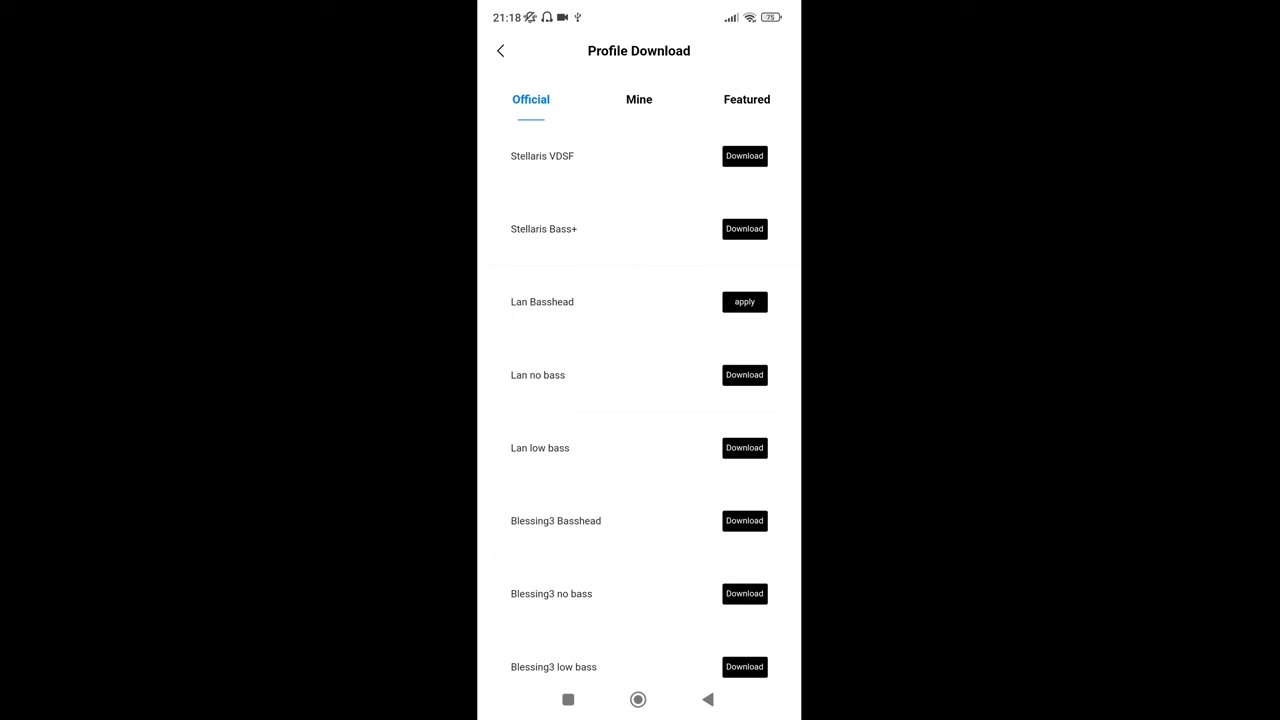 21:18
75
Profile Download
Official Mine Featured
Stellaris VDSF Download
Stellaris Bass+ Download
Lan Basshead apply
Lan no bass Download
Lan low bass Download
Blessing3 Basshead Download
Blessing3 no bass Download
Blessing3 low bass Download